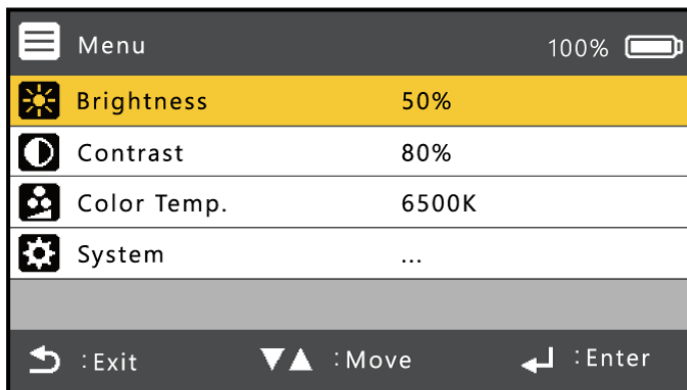 Menu 100%
Brightness 50%
Contrast 80%
Color Temp. 6500K
System ...
:Exit :Move :Enter